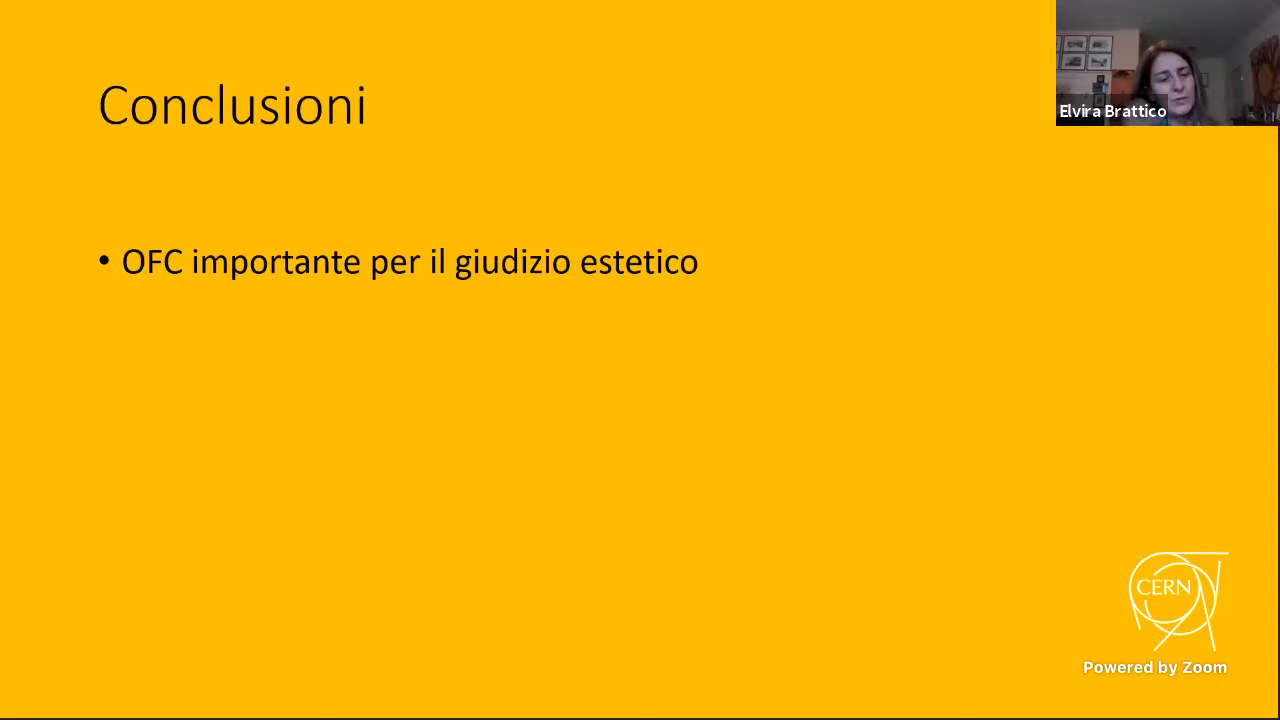 Conclusioni
Elvira Brattico
• OFC importante per il giudizio estetico
CERN
Powered by Zoom